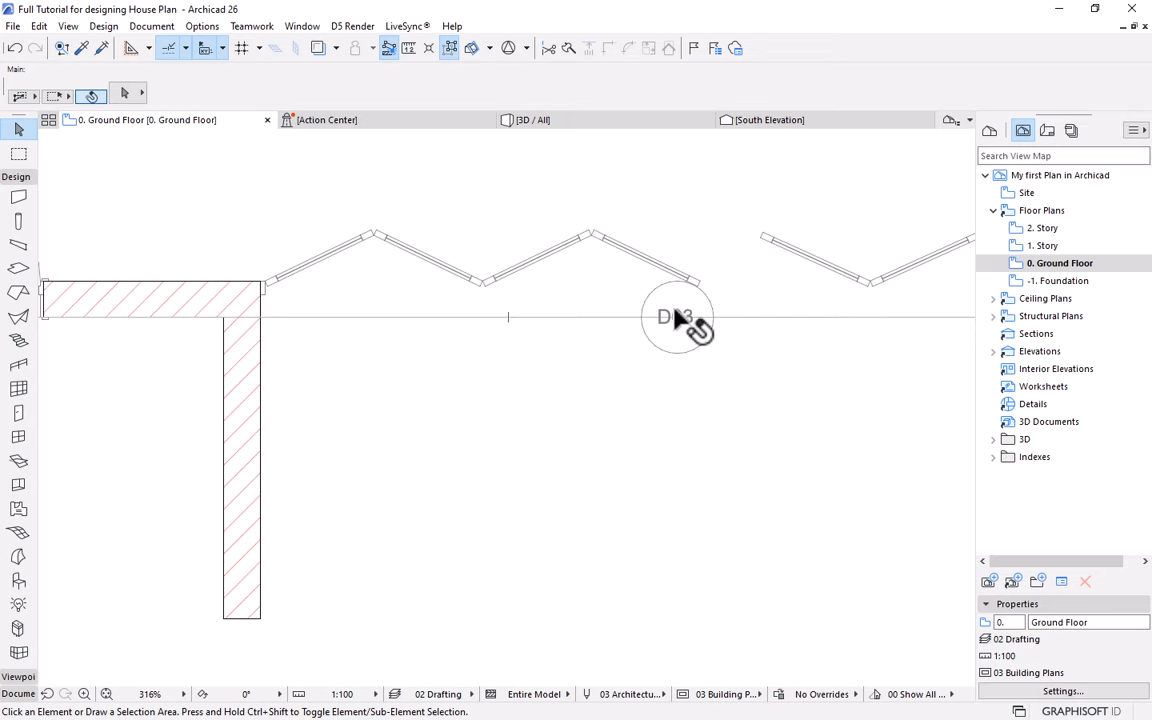 Full Tutorial for designing House Plan - Archicad 26
File Edit View Design Document Options Teamwork Window D5 Render LiveSync® Help
Main:
0. Ground Floor [0. Ground Floor] [Action Center] [3D / All] [South Elevation]
Design
Search View Map
My first Plan in Archicad
Site
Floor Plans
2. Story
1. Story
0. Ground Floor
-1. Foundation
Ceiling Plans
Structural Plans
Sections
Elevations
Interior Elevations
Worksheets
Details
3D Documents
3D
Indexes
Properties
0. Ground Floor
02 Drafting
1:100
03 Building Plans
Settings...
Viewpoi
Docume 316% 0° 1:100 02 Drafting Entire Model 03 Architectu... 03 Building P... No Overrides 00 Show All ...
Click an Element or Draw a Selection Area. Press and Hold Ctrl+Shift to Toggle Element/Sub-Element Selection.
GRAPHISOFT ID